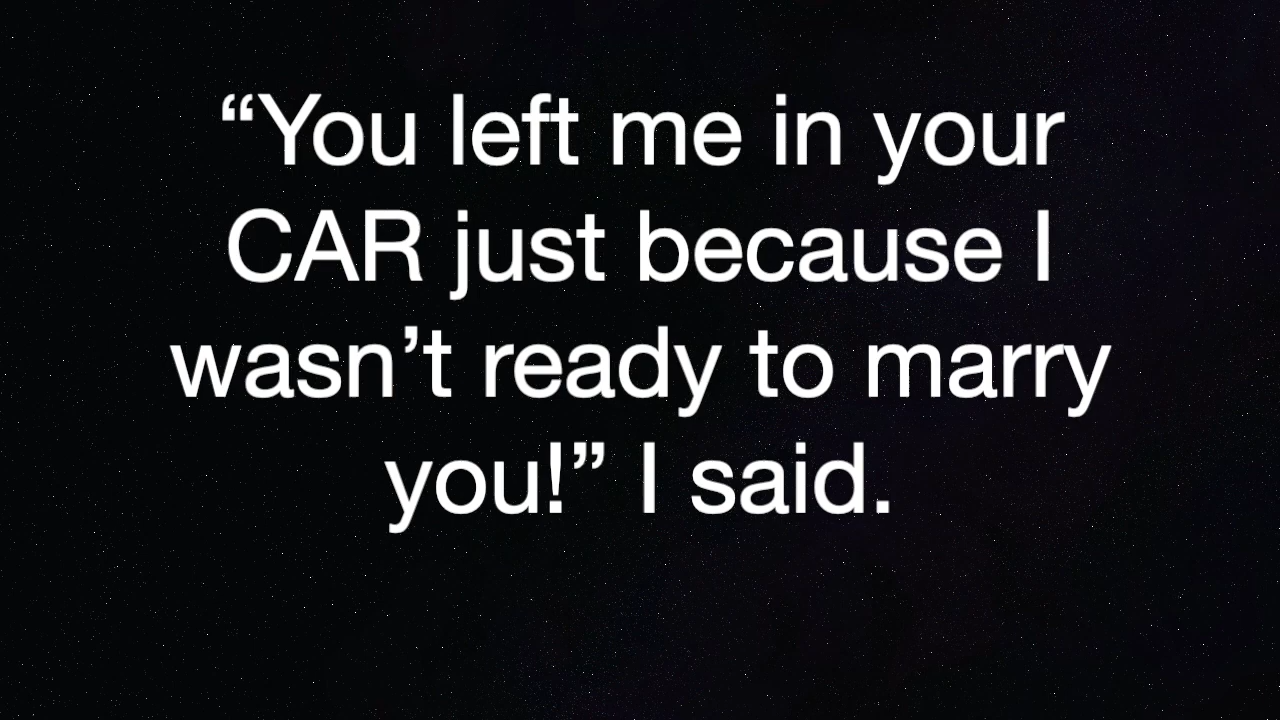 “You left me in your
CAR just because I
wasn’t ready to marry
you!” I said.